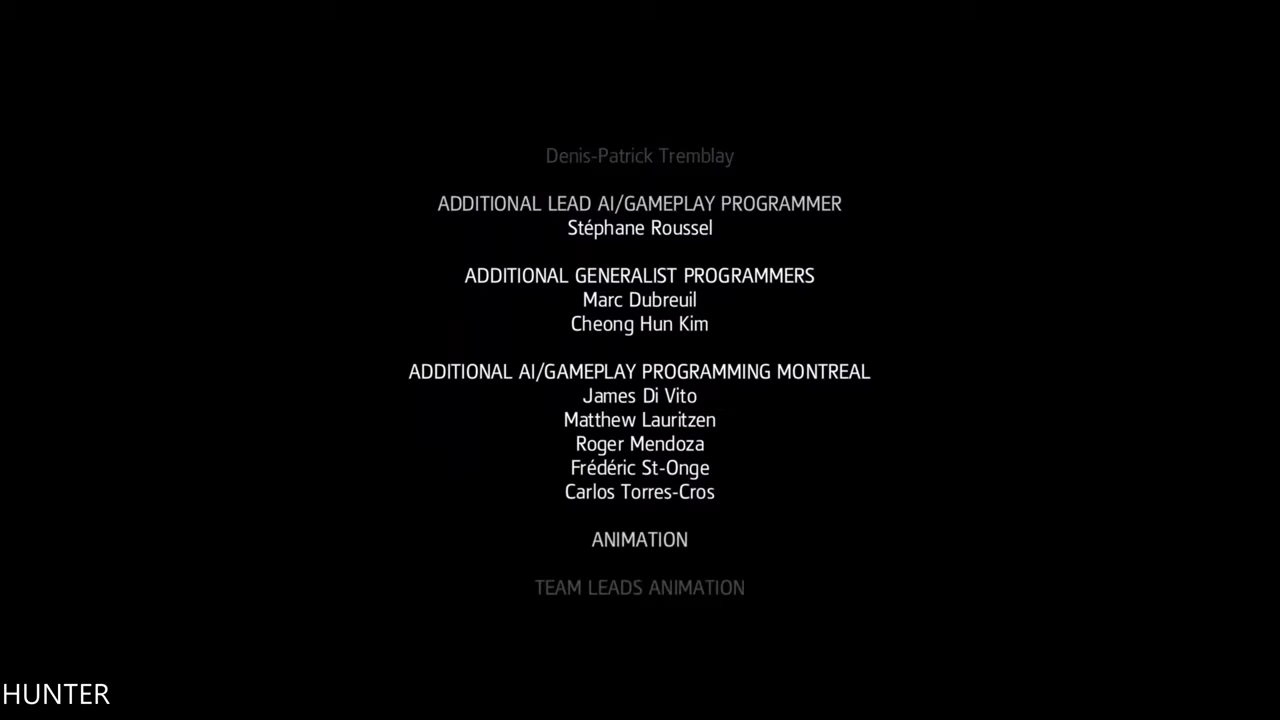 Denis-Patrick Tremblay
ADDITIONAL LEAD AI/GAMEPLAY PROGRAMMER
Stéphane Roussel
ADDITIONAL GENERALIST PROGRAMMERS
Marc Dubreuil
Cheong Hun Kim
ADDITIONAL AI/GAMEPLAY PROGRAMMING MONTREAL
James Di Vito
Matthew Lauritzen
Roger Mendoza
Frédéric St-Onge
Carlos Torres-Cros
ANIMATION
TEAM LEADS ANIMATION
HUNTER